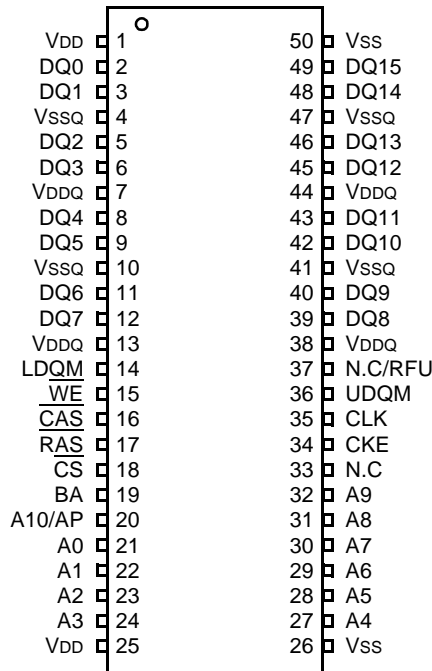 VDD 1 50 VSS
DQ0 2 49 DQ15
DQ1 3 48 DQ14
VSSQ 4 47 VSSQ
DQ2 5 46 DQ13
DQ3 6 45 DQ12
VDDQ 7 44 VDDQ
DQ4 8 43 DQ11
DQ5 9 42 DQ10
VSSQ 10 41 VSSQ
DQ6 11 40 DQ9
DQ7 12 39 DQ8
VDDQ 13 38 VDDQ
LDQM 14 37 N.C/RFU
WE 15 36 UDQM
CAS 16 35 CLK
RAS 17 34 CKE
CS 18 33 N.C
BA 19 32 A9
A10/AP 20 31 A8
A0 21 30 A7
A1 22 29 A6
A2 23 28 A5
A3 24 27 A4
VDD 25 26 VSS